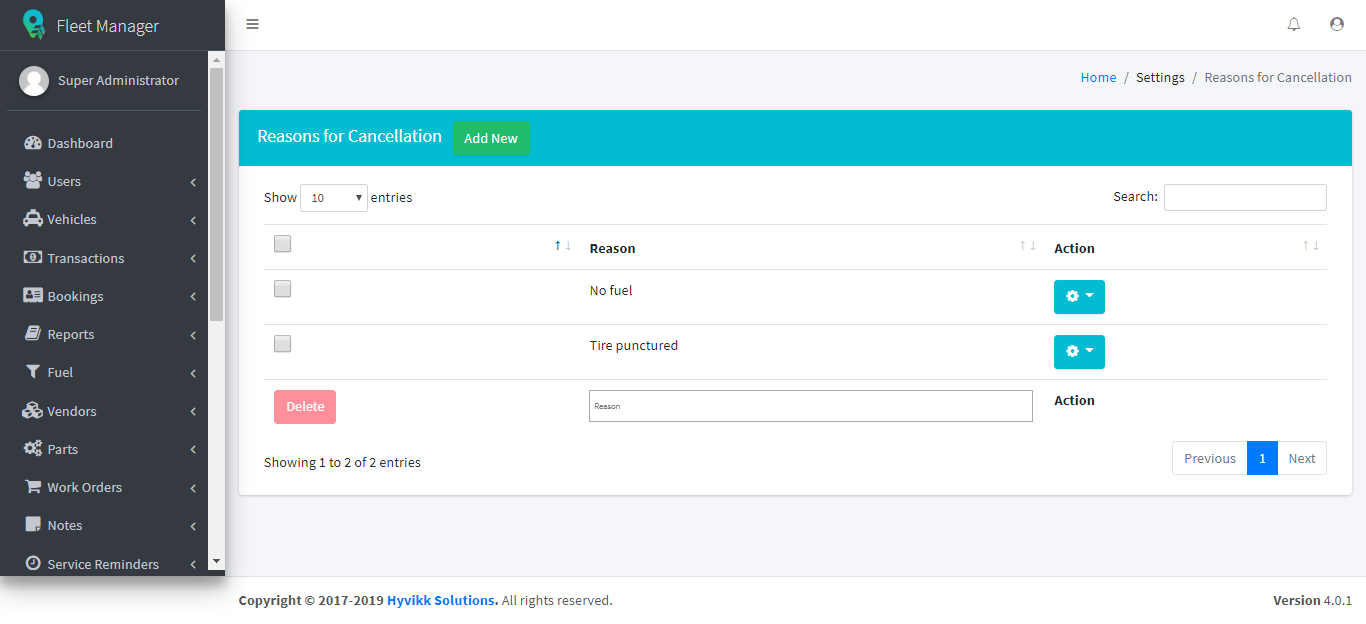 Fleet Manager
Super Administrator
Dashboard
Users
Vehicles
Transactions
Bookings
Reports
Fuel
Vendors
Parts
Work Orders
Notes
Service Reminders
Home / Settings / Reasons for Cancellation
Reasons for Cancellation Add New
Show 10 entries Search:
Reason Action
No fuel
Tire punctured
Delete Reason Action
Showing 1 to 2 of 2 entries Previous 1 Next
Copyright © 2017-2019 Hyvikk Solutions. All rights reserved. Version 4.0.1